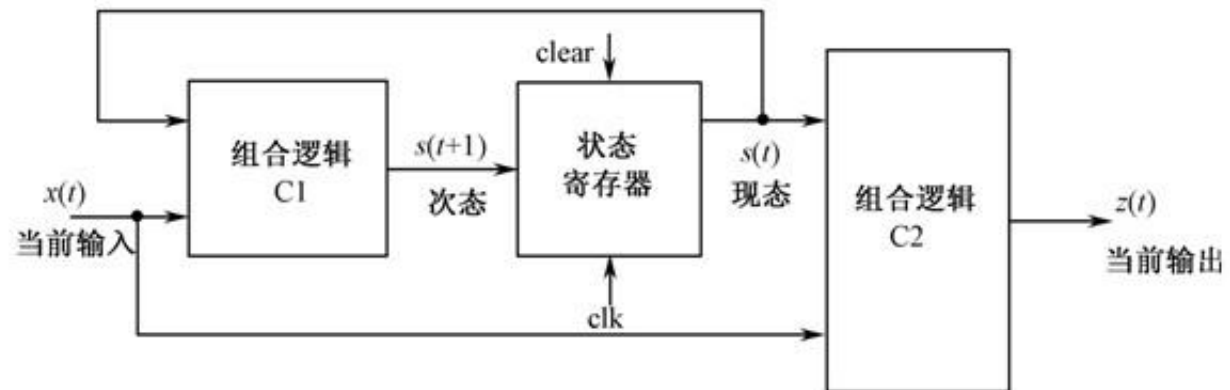 clear
组合逻辑
C1
s(t+1)
次态
状态
寄存器
s(t)
现态
组合逻辑
C2
x(t)
当前输入
z(t)
当前输出
clk